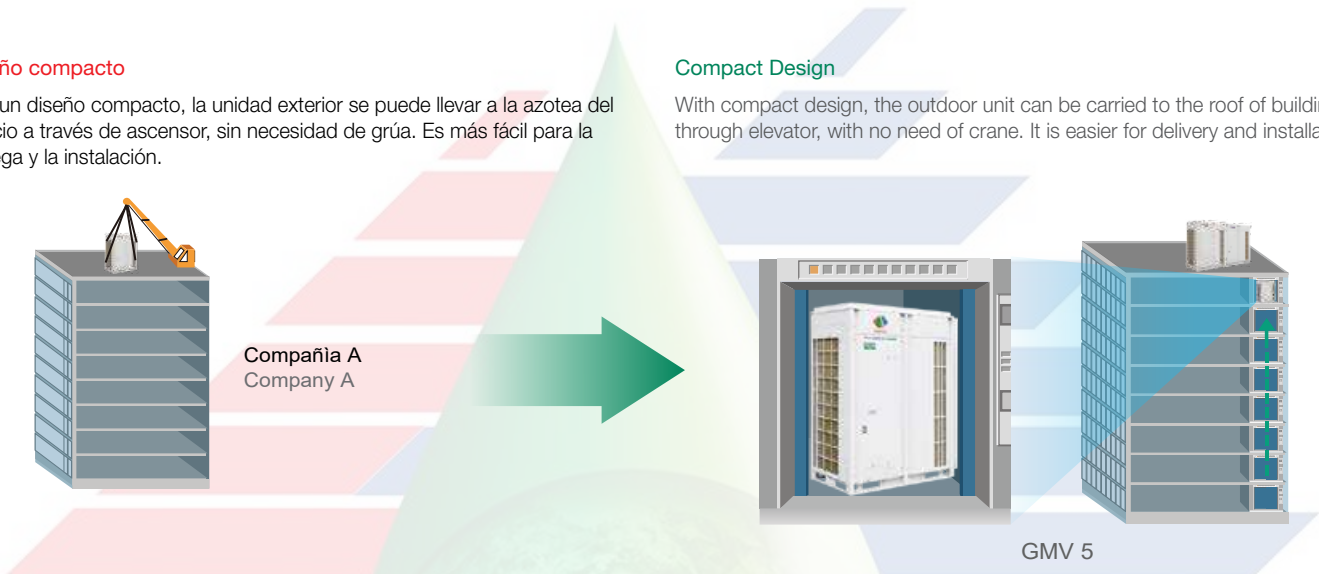 ño compacto
un diseño compacto, la unidad exterior se puede llevar a la azotea del
cio a través de ascensor, sin necesidad de grúa. Es más fácil para la
ga y la instalación.
Compact Design
With compact design, the outdoor unit can be carried to the roof of buildin
through elevator, with no need of crane. It is easier for delivery and installa
Compañìa A
Company A
GMV 5